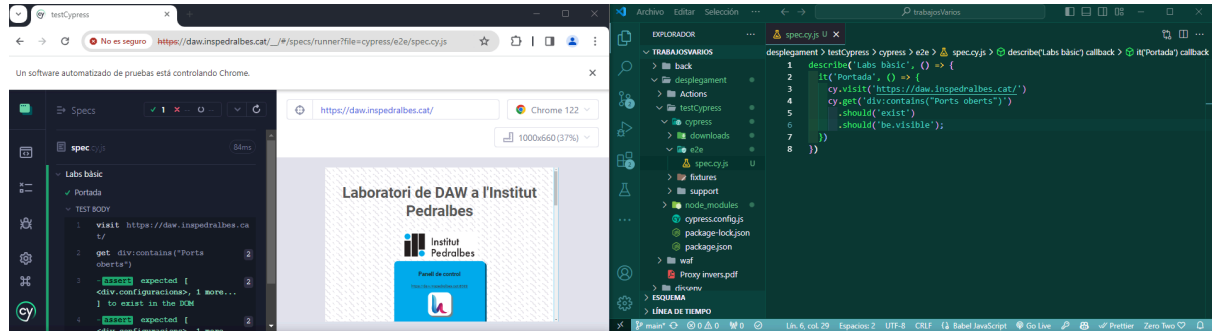 testCypress
No es seguro https://daw.inspedralbes.cat/__/#/specs/runner?file=cypress/e2e/spec.cy.js
Un software automatizado de pruebas está controlando Chrome.
Specs
1
--
--
spec.cy.js
84ms
Labs bàsic
Portada
TEST BODY
1 visit https://daw.inspedralbes.ca
t/
2 get div:contains("Ports
oberts") 2
3 -assert expected [ 2
<div.configuracions>, 1 more...
] to exist in the DOM
4 -assert expected [ 2
<div.configuracions>, 1 more...
cy
https://daw.inspedralbes.cat/
Chrome 122
1000x660 (37%)
Laboratori de DAW a l'Institut
Pedralbes
Institut
Pedralbes
Panell de control
Archivo Editar Selección ...
trabajosVarios
EXPLORADOR ...
TRABAJOSVARIOS
back
desplegament
Actions
testCypress
cypress
downloads
e2e
spec.cy.js U
fixtures
support
node_modules
cypress.config.js
package-lock.json
package.json
waf
Proxy invers.pdf
disseny
ESQUEMA
LÍNEA DE TIEMPO
spec.cy.js U
desplegament > testCypress > cypress > e2e > spec.cy.js > describe('Labs bàsic') callback > it('Portada') callback
1 describe('Labs bàsic', () => {
2 it('Portada', () => {
3 cy.visit('https://daw.inspedralbes.cat/')
4 cy.get('div:contains("Ports oberts")')
5 .should('exist')
6 .should('be.visible');
7 })
8 })
main* 0 0 0 Lín. 6, col. 29 Espacios: 2 UTF-8 CRLF Babel JavaScript Go Live Prettier Zero Two